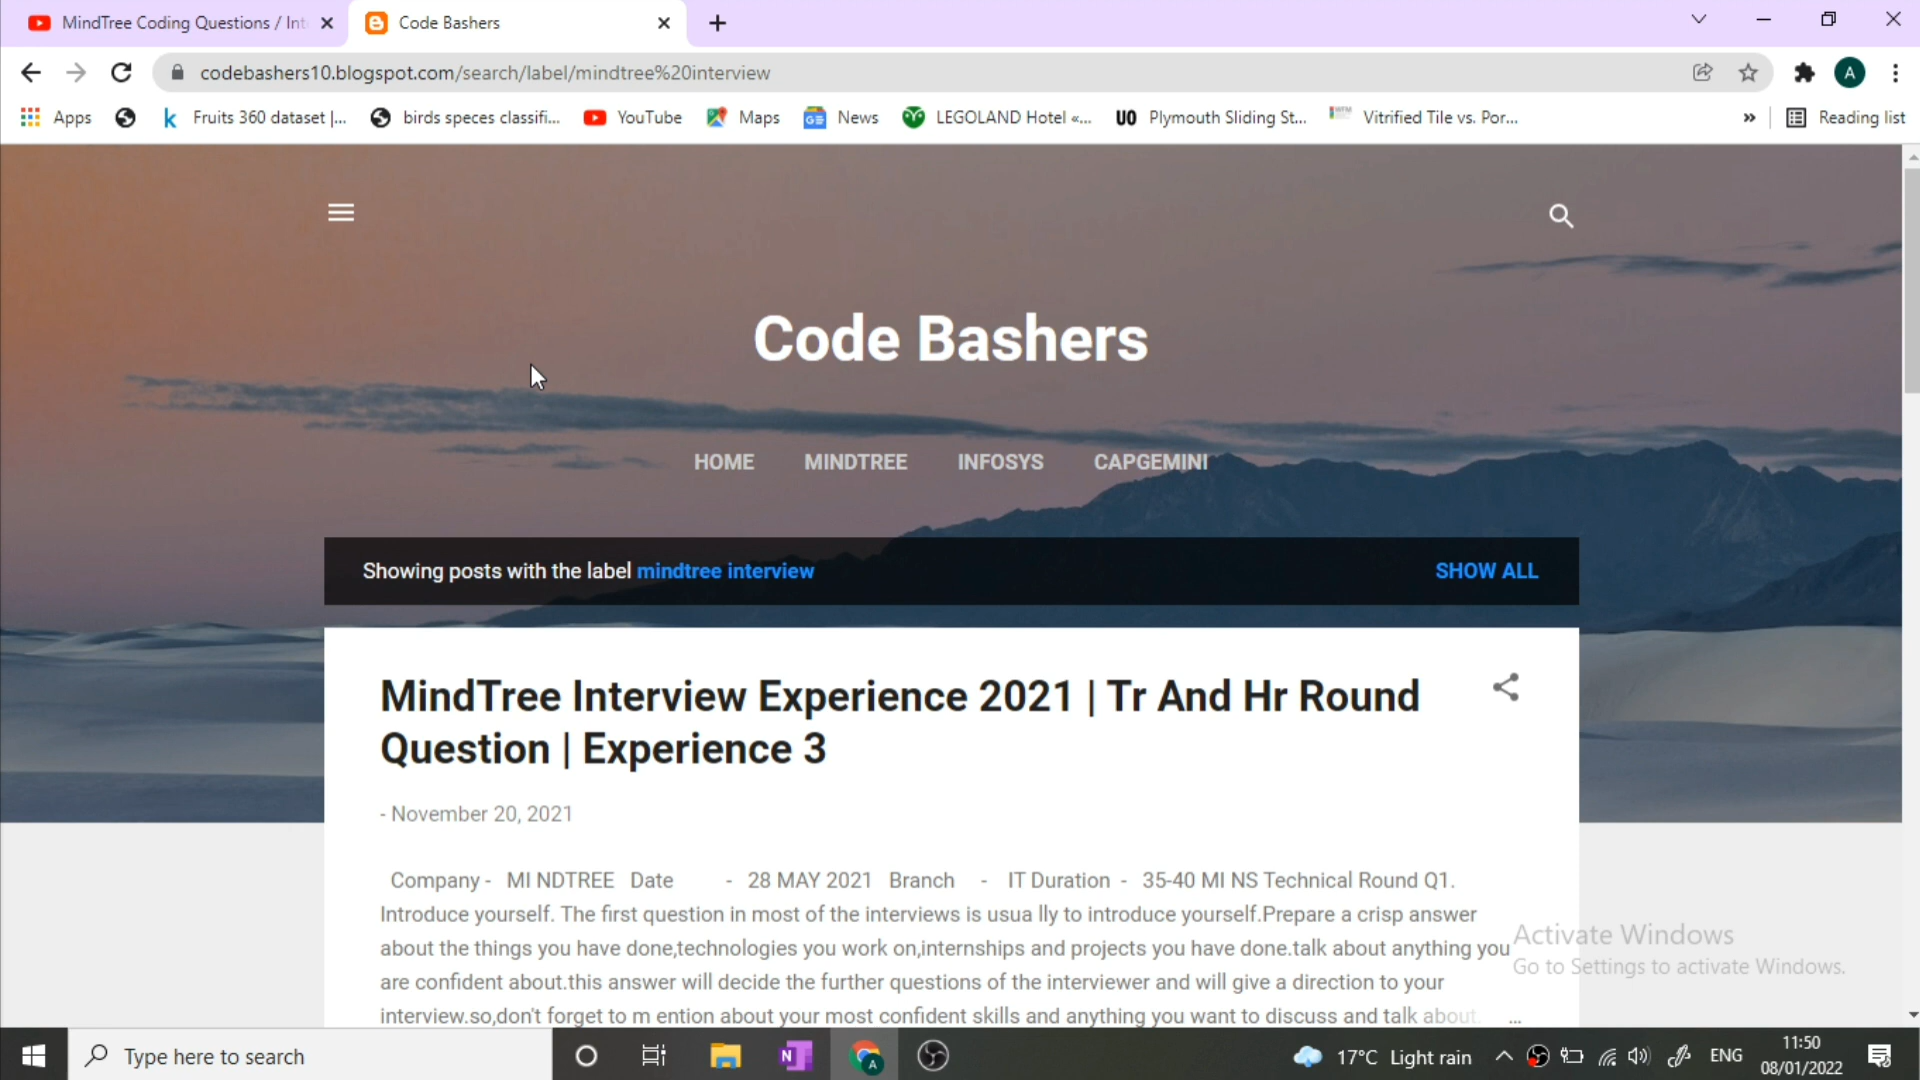 MindTree Coding Questions / Int
Code Bashers
codebashers10.blogspot.com/search/label/mindtree%20interview
A
Apps
Fruits 360 dataset |...
birds speces classifi...
YouTube
Maps
News
LEGOLAND Hotel «...
UO Plymouth Sliding St...
Vitrified Tile vs. Por...
»
Reading list
Code Bashers
HOME MINDTREE INFOSYS CAPGEMINI
Showing posts with the label mindtree interview
SHOW ALL
MindTree Interview Experience 2021 | Tr And Hr Round
Question | Experience 3
- November 20, 2021
Company - MI NDTREE Date - 28 MAY 2021 Branch - IT Duration - 35-40 MI NS Technical Round Q1.
Introduce yourself. The first question in most of the interviews is usua lly to introduce yourself.Prepare a crisp answer
about the things you have done,technologies you work on,internships and projects you have done.talk about anything you
are confident about.this answer will decide the further questions of the interviewer and will give a direction to your
interview.so,don't forget to m ention about your most confident skills and anything you want to discuss and talk about. ...
Activate Windows
Go to Settings to activate Windows.
Type here to search
17°C Light rain
ENG
11:50
08/01/2022